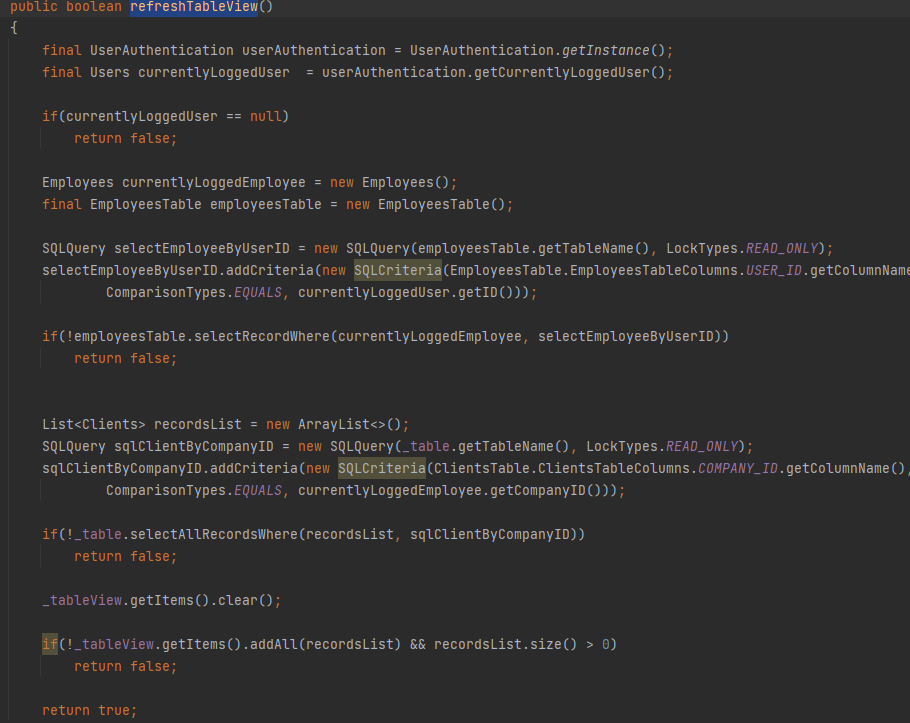 public boolean refreshTableView()
{
final UserAuthentication userAuthentication = UserAuthentication.getInstance();
final Users currentlyLoggedUser  = userAuthentication.getCurrentlyLoggedUser();
if(currentlyLoggedUser == null)
return false;
Employees currentlyLoggedEmployee = new Employees();
final EmployeesTable employeesTable = new EmployeesTable();
SQLQuery selectEmployeeByUserID = new SQLQuery(employeesTable.getTableName(), LockTypes.READ_ONLY);
selectEmployeeByUserID.addCriteria(new SQLCriteria(EmployeesTable.EmployeesTableColumns.USER_ID.getColumnName
ComparisonTypes.EQUALS, currentlyLoggedUser.getID()));
if(!employeesTable.selectRecordWhere(currentlyLoggedEmployee, selectEmployeeByUserID))
return false;
List<Clients> recordsList = new ArrayList<>();
SQLQuery sqlClientByCompanyID = new SQLQuery(_table.getTableName(), LockTypes.READ_ONLY);
sqlClientByCompanyID.addCriteria(new SQLCriteria(ClientsTable.ClientsTableColumns.COMPANY_ID.getColumnName(),
ComparisonTypes.EQUALS, currentlyLoggedEmployee.getCompanyID()));
if(!_table.selectAllRecordsWhere(recordsList, sqlClientByCompanyID))
return false;
_tableView.getItems().clear();
if(!_tableView.getItems().addAll(recordsList) && recordsList.size() > 0)
return false;
return true;